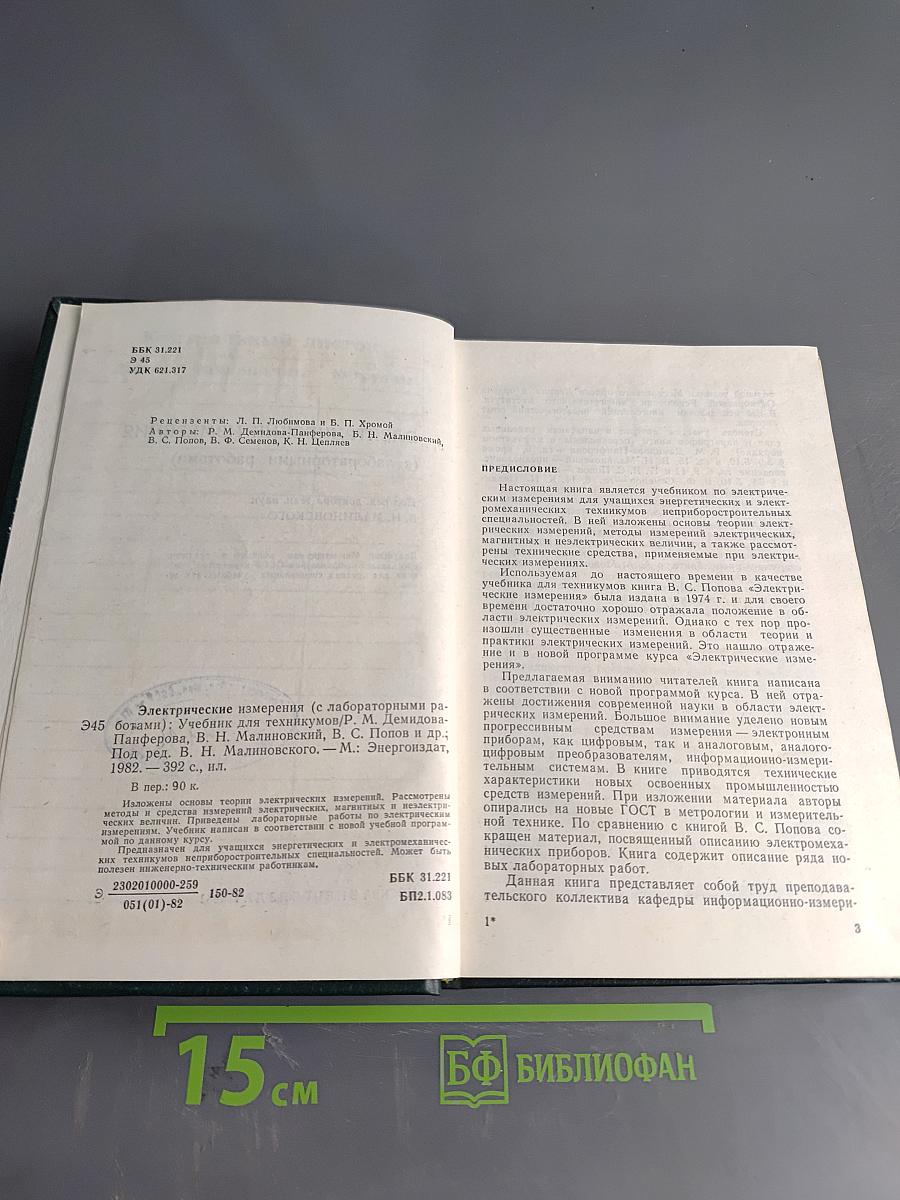 ББК 31.221
Э 45
УДК 621.317
Рецензенты: Л. П. Любимова и Б. П. Хромой
Авторы: Р. М. Демидова-Панферова, Б. Н. Малиновский,
В. С. Попов, В. Ф. Семенов, К. Н. Цепляев
Электрические измерения (с лабораторными ра-
Э45 ботами): Учебник для техникумов/Р. М. Демидова-
Панферова, В. Н. Малиновский, В. С. Попов и др.;
Под ред. В. Н. Малиновского. — М.: Энергоиздат,
1982. — 392 с., ил.
В пер.: 90 к.
Изложены основы теории электрических измерений. Рассмотрены
методы и средства измерений электрических, магнитных и неэлектри-
ческих величин. Приведены лабораторные работы по электрическим
измерениям. Учебник написан в соответствии с новой учебной програм-
мой по данному курсу.
Предназначен для учащихся энергетических и электромеханичес-
ких техникумов неприборостроительных специальностей. Может быть
полезен инженерно-техническим работникам.
Э 2302010000-259 150-82
051(01)-82
ББК 31.221
БП2.1.083
ПРЕДИСЛОВИЕ
Настоящая книга является учебником по электриче-
ским измерениям для учащихся энергетических и элект-
ромеханических техникумов неприборостроительных
специальностей. В ней изложены основы теории элект-
рических измерений, методы измерений электрических,
магнитных и неэлектрических величин, а также рассмот-
рены технические средства, применяемые при электри-
ческих измерениях.
Используемая до настоящего времени в качестве
учебника для техникумов книга В. С. Попова «Электри-
ческие измерения» была издана в 1974 г. и для своего
времени достаточно хорошо отражала положение в об-
ласти электрических измерений. Однако с тех пор про-
изошли существенные изменения в области теории и
практики электрических измерений. Это нашло отраже-
ние и в новой программе курса «Электрические изме-
рения».
Предлагаемая вниманию читателей книга написана
в соответствии с новой программой курса. В ней отра-
жены достижения современной науки в области элект-
рических измерений. Большое внимание уделено новым
прогрессивным средствам измерения — электронным
приборам, как цифровым, так и аналоговым, аналого-
цифровым преобразователям, информационно-измери-
тельным системам. В книге приводятся технические
характеристики новых освоенных промышленностью
средств измерений. При изложении материала авторы
опирались на новые ГОСТ в метрологии и измеритель-
ной технике. По сравнению с книгой В. С. Попова со-
кращен материал, посвященный описанию электромеха-
нических приборов. Книга содержит описание ряда но-
вых лабораторных работ.
Данная книга представляет собой труд преподава-
тельского коллектива кафедры информационно-измери-
1*
3
15 см
БФ БИБЛИОФАН